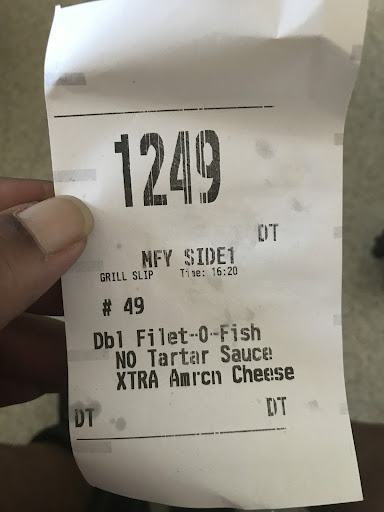 1249
DT
MFY SIDE1
GRILL SLIP Time: 16:20
# 49
Dbl Filet-O-Fish
NO Tartar Sauce
XTRA Amrcn Cheese
DT DT